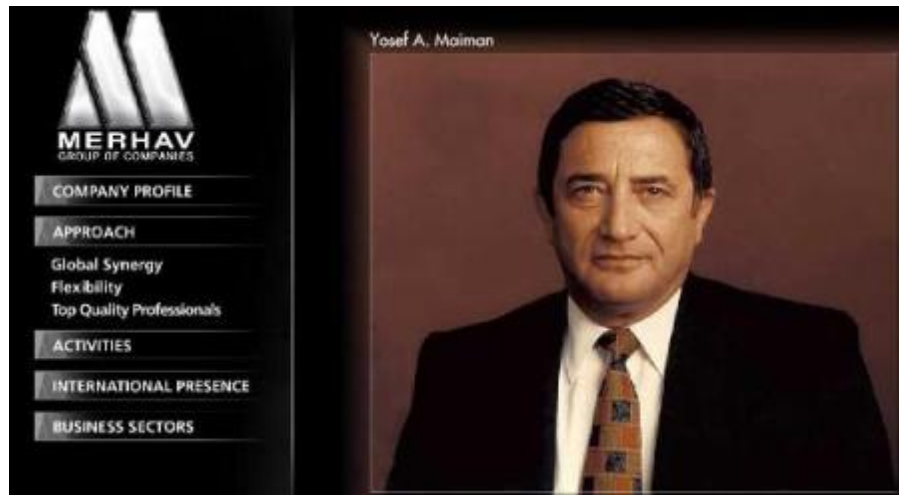 MERHAV
GROUP OF COMPANIES
COMPANY PROFILE
APPROACH
Global Synergy
Flexibility
Top Quality Professionals
ACTIVITIES
INTERNATIONAL PRESENCE
BUSINESS SECTORS
Yosef A. Maiman